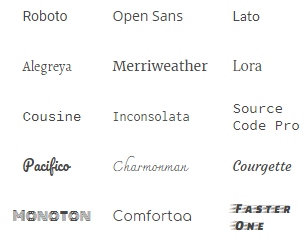 Roboto Open Sans Lato
Alegreya Merriweather Lora
Cousine Inconsolata Source
Code Pro
Pacifico Charmonman Courgette
MONOTON Comfortaa FASTER
ONE